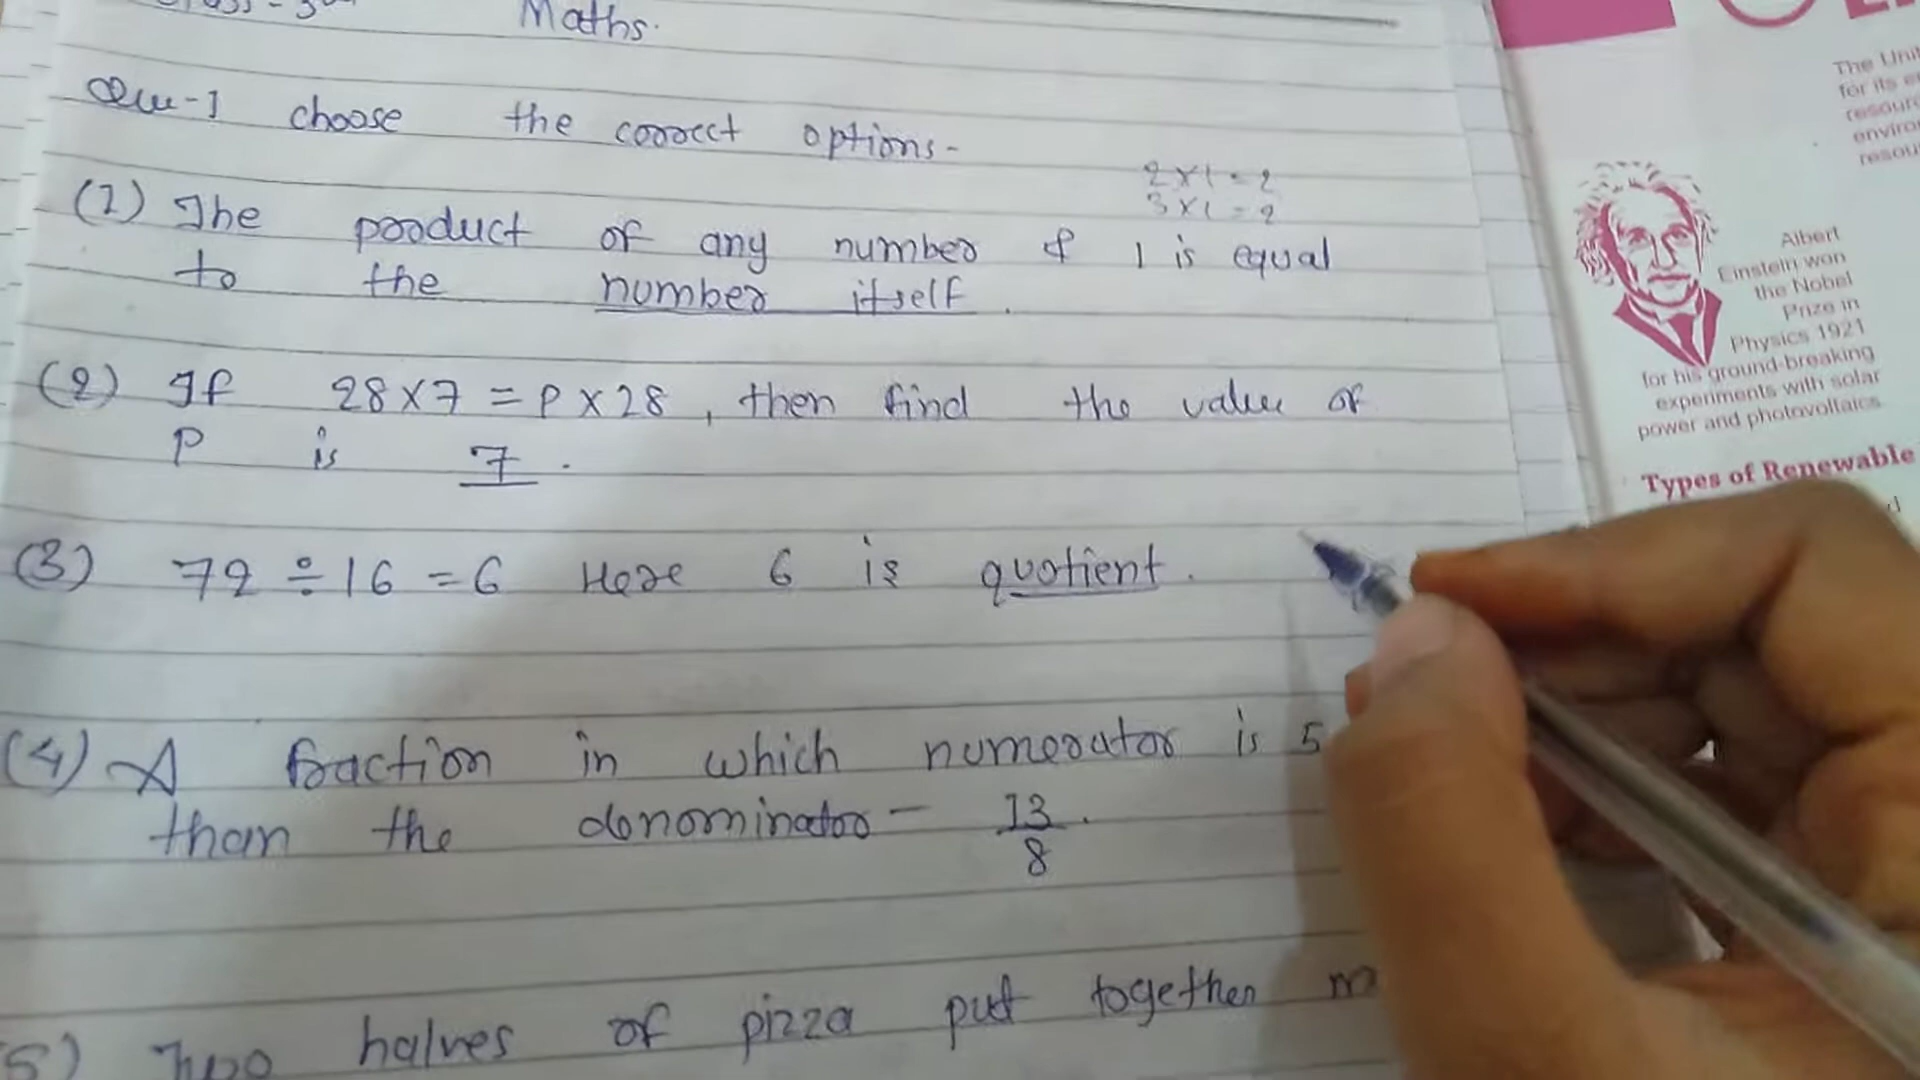 Maths.
Que-1 choose the correct options-
2×1=2
3×1=2
(1) The product of any number & 1 is equal
to the number itself.
(2) If 28×7=P×28, then find the value of
P is 7.
(3) 72÷16=6 Here 6 is quotient.
(4) A fraction in which numerator is 5
than the denominator- 13/8.
5) Two halves of pizza put together m
Albert
Einstein won
the Nobel
Prize in
Physics 1921
for his ground-breaking
experiments with solar
power and photovoltaics
Types of Renewable